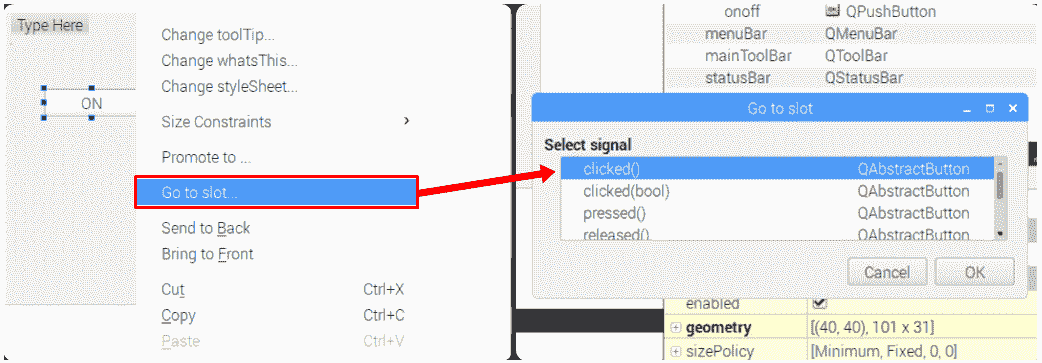 Type Here
ON
Change toolTip...
Change whatsThis...
Change styleSheet...
Size Constraints
Promote to ...
Go to slot...
Send to Back
Bring to Front
Cut Ctrl+X
Copy Ctrl+C
Paste Ctrl+V
onoff QPushButton
menuBar QMenuBar
mainToolBar QToolBar
statusBar QStatusBar
Go to slot
Select signal
clicked() QAbstractButton
clicked(bool) QAbstractButton
pressed() QAbstractButton
released() QAbstractButton
Cancel OK
enabled
geometry [(40, 40), 101 x 31]
sizePolicy [Minimum, Fixed, 0, 0]